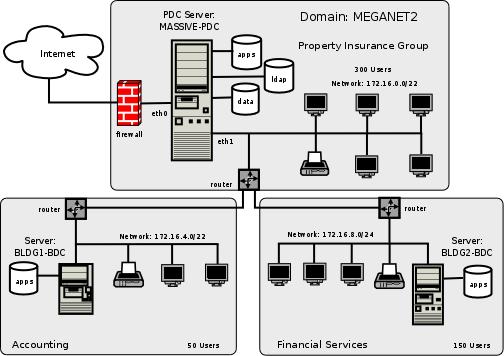 PDC Server:
MASSIVE-PDC
Domain: MEGANET2
Property Insurance Group
300 Users
Network: 172.16.0.0/22
Internet
apps
ldap
data
eth0
firewall
eth1
router
router
router
Server:
BLDG1-BDC
apps
Network: 172.16.4.0/22
Network: 172.16.8.0/24
Server:
BLDG2-BDC
apps
Accounting
50 Users
Financial Services
150 Users